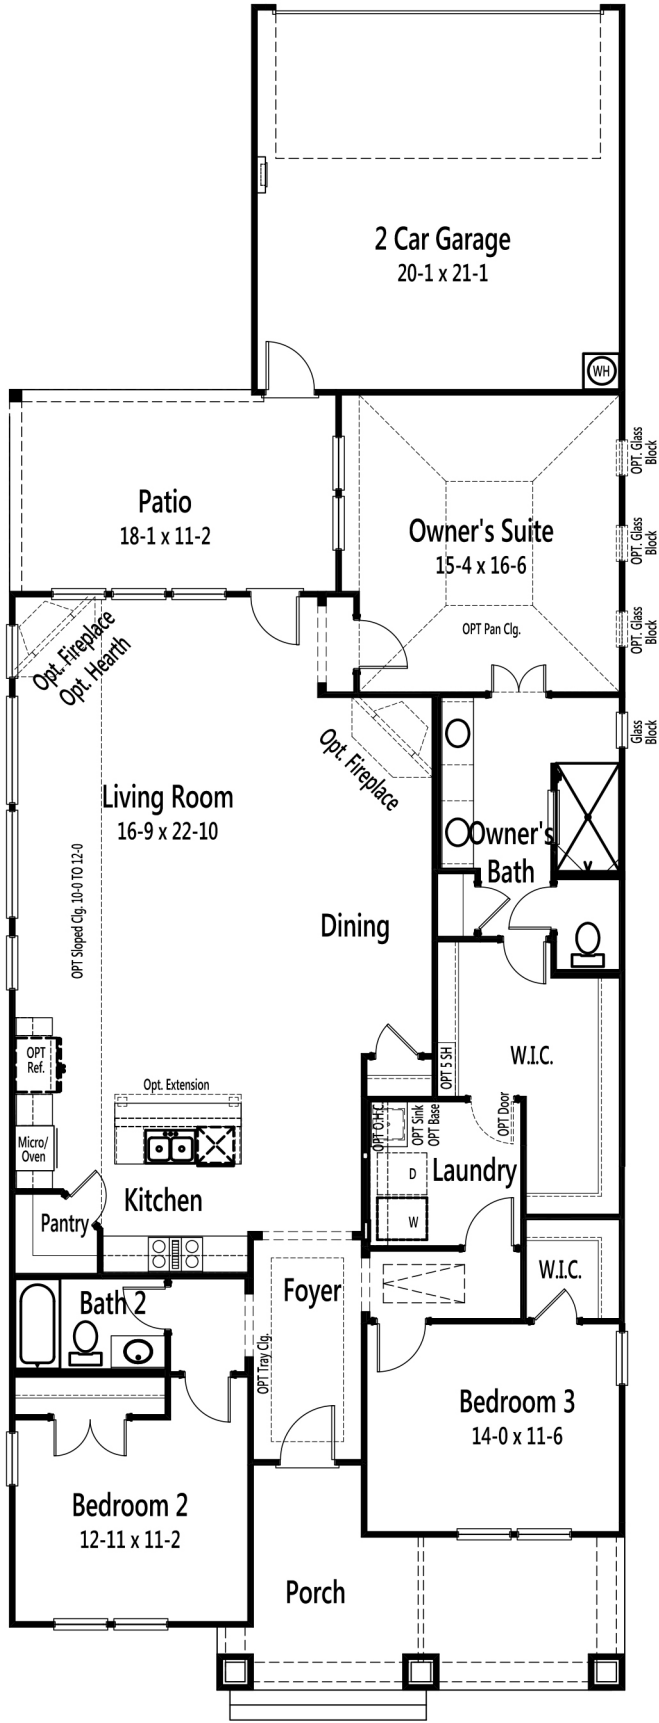 2 Car Garage
20-1 x 21-1
WH
OPT. Glass
Block
Patio
18-1 x 11-2
Owner's Suite
15-4 x 16-6
OPT. Glass
Block
OPT Pan Clg.
OPT. Glass
Block
Opt. Fireplace
Opt. Hearth
Glass
Block
Opt. Fireplace
Living Room
16-9 x 22-10
Owner's
Bath
OPT Sloped Clg. 10-0 TO 12-0
Dining
OPT
Ref.
W.I.C.
OPT 5 SH
Opt. Extension
OPT Door
OPT O.H.C.
OPT Sink
OPT Base
Micro/
Oven
D
Laundry
Kitchen
Pantry
W
Foyer
W.I.C.
Bath 2
OPT Tray Clg.
Bedroom 3
14-0 x 11-6
Bedroom 2
12-11 x 11-2
Porch